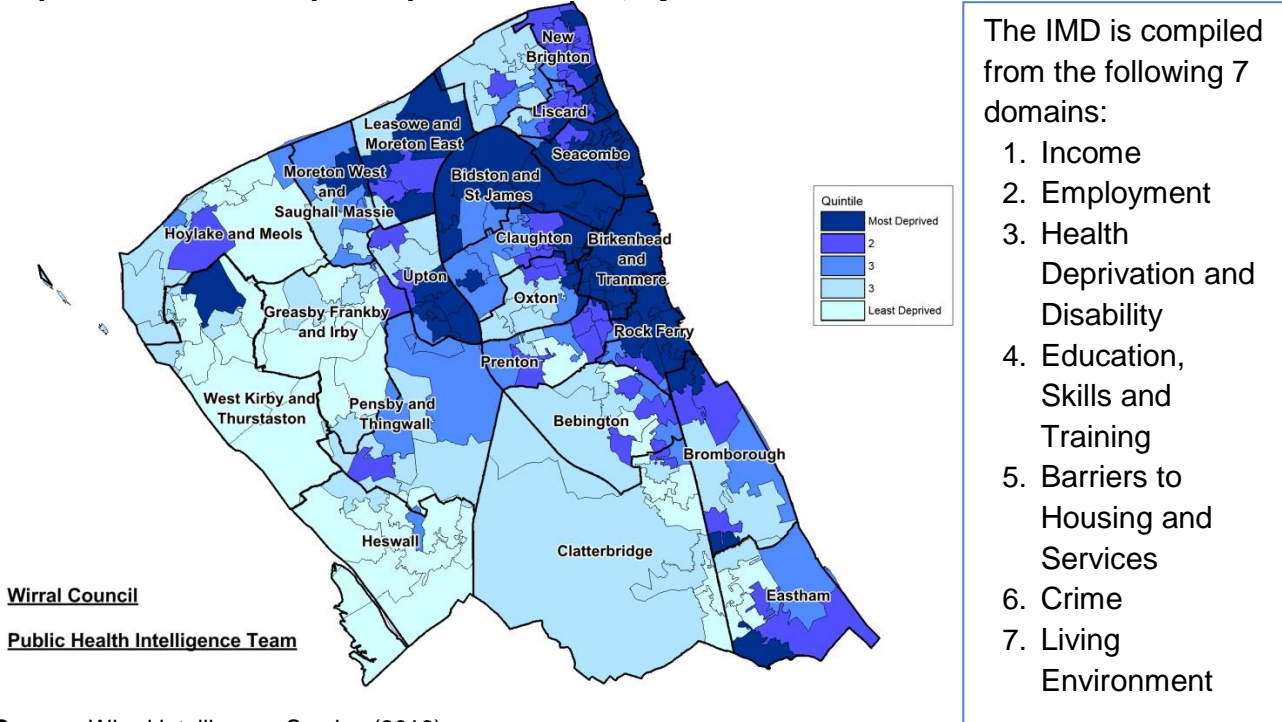 New
Brighton
Liscard
Leasowe and
Moreton East
Seacombe
Moreton West
and
Saughall Massie
Bidston and
St James
Hoylake and Meols
Claughton
Birkenhead
and
Tranmere
Upton
Oxton
Greasby Frankby
and Irby
Rock Ferry
Prenton
West Kirby and
Thurstaston
Pensby and
Thingwall
Bebington
Bromborough
Heswall
Clatterbridge
Eastham
Quintile
Most Deprived
2
3
3
Least Deprived
Wirral Council
Public Health Intelligence Team
The IMD is compiled
from the following 7
domains:
1. Income
2. Employment
3. Health
Deprivation and
Disability
4. Education,
Skills and
Training
5. Barriers to
Housing and
Services
6. Crime
7. Living
Environment